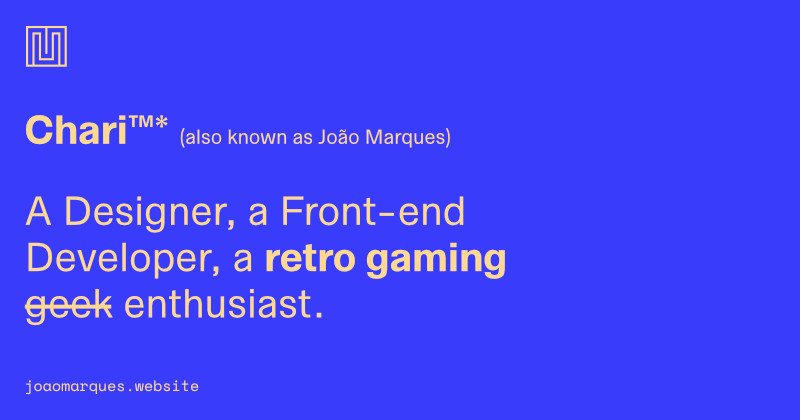 Chari™* (also known as João Marques)
A Designer, a Front-end
Developer, a retro gaming
geek enthusiast.
joaomarques.website